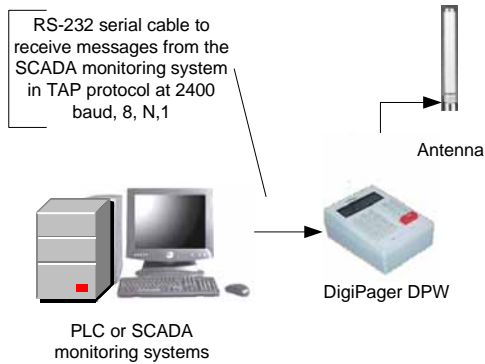 RS-232 serial cable to
receive messages from the
SCADA monitoring system
in TAP protocol at 2400
baud, 8, N,1
Antenna
DigiPager DPW
PLC or SCADA
monitoring systems